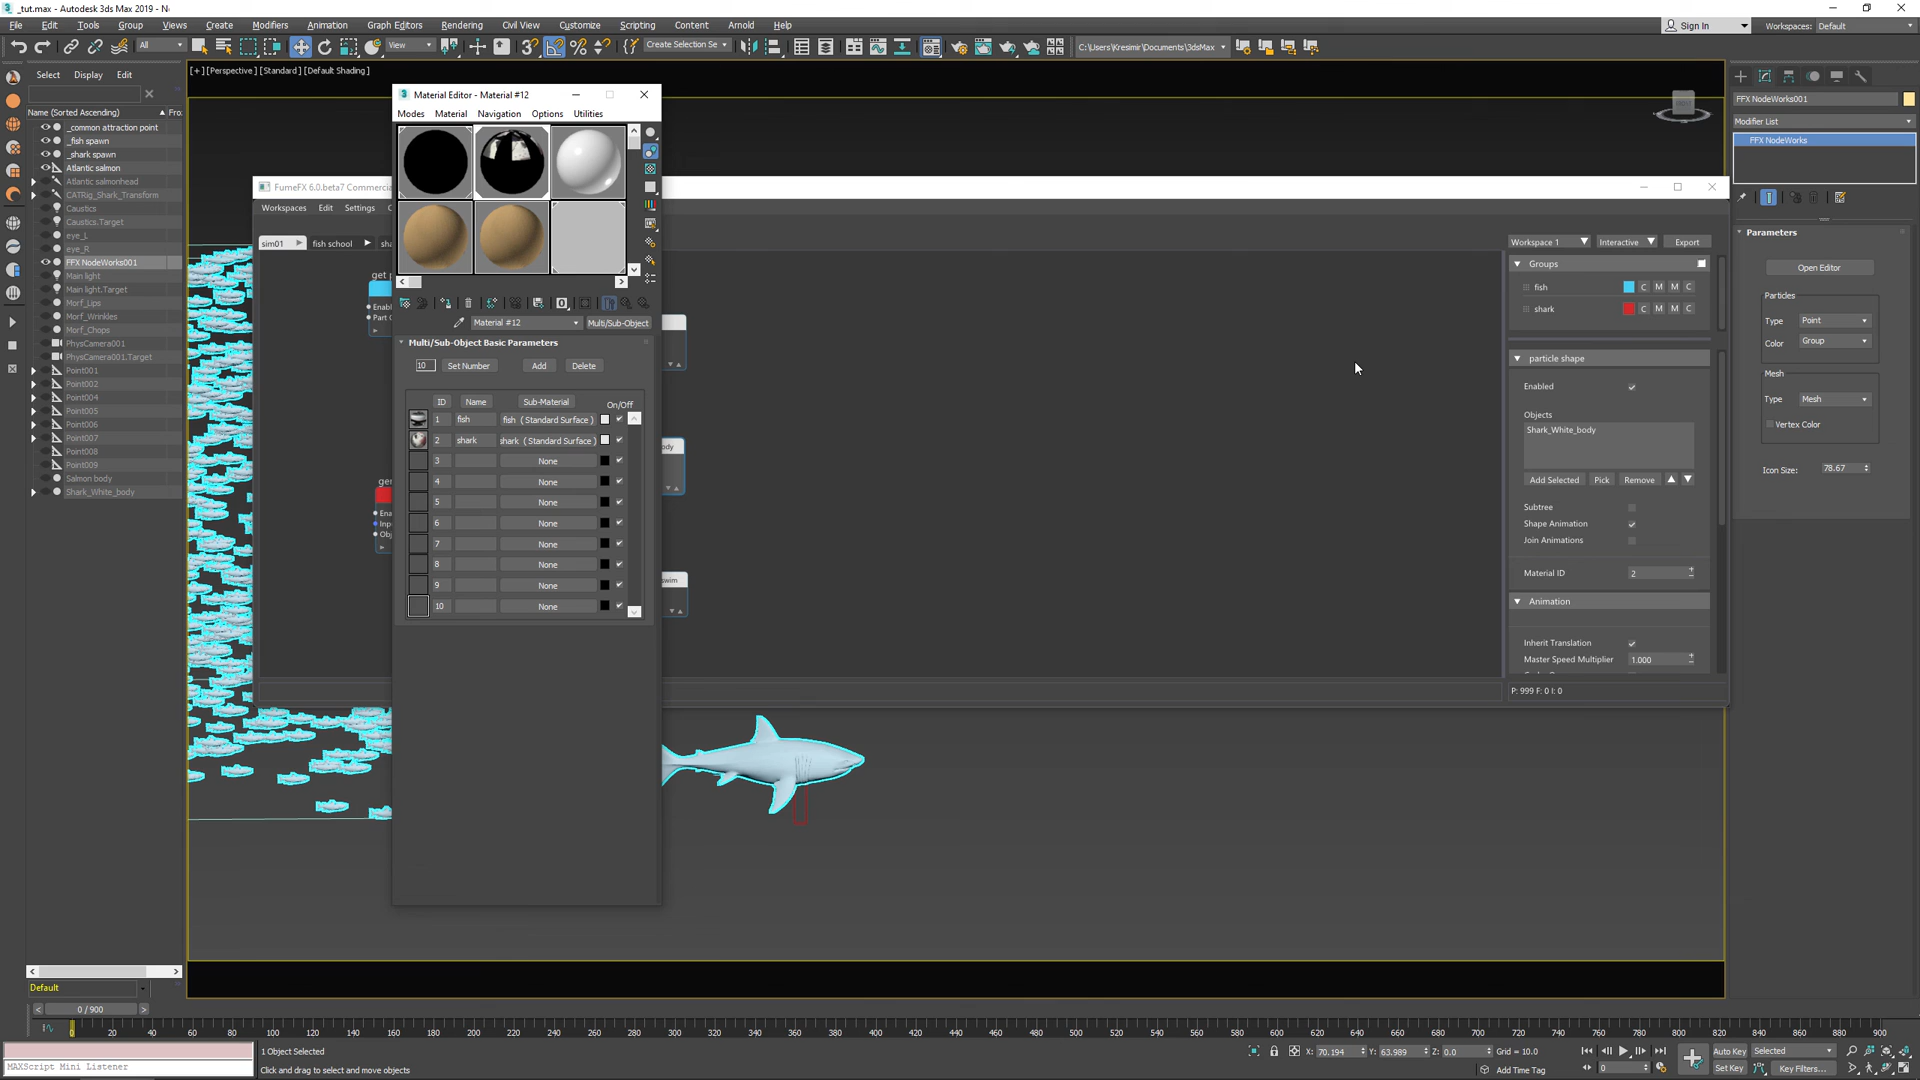 _tut.max - Autodesk 3ds Max 2019 - No
File Edit Tools Group Views Create Modifiers Animation Graph Editors Rendering Civil View Customize Scripting Content Arnold Help
Sign In Workspaces: Default
All View Create Selection Se C:\Users\Kresimir\Documents\3dsMax
Select Display Edit
[+] [Perspective] [Standard] [Default Shading]
Name (Sorted Ascending) Fro
_common attraction point
_fish spawn
_shark spawn
Atlantic salmon
Atlantic salmonhead
CATRig_Shark_Transform
Caustics
Caustics.Target
eye_L
eye_R
FFX NodeWorks001
Main light
Main light.Target
Morf_Lips
Morf_Wrinkles
Morf_Chops
PhysCamera001
PhysCamera001.Target
Point001
Point002
Point004
Point005
Point006
Point007
Point008
Point009
Salmon body
Shark_White_body
Default
Material Editor - Material #12
Modes Material Navigation Options Utilities
Material #12 Multi/Sub-Object
Multi/Sub-Object Basic Parameters
10 Set Number Add Delete
ID Name Sub-Material On/Off
1 fish fish ( Standard Surface )
2 shark shark ( Standard Surface )
3 None
4 None
5 None
6 None
7 None
8 None
9 None
10 None
FumeFX 6.0.beta7 Commercia
Workspaces Edit Settings C
sim01 fish school sha
get p
Enabl
Part C
ody
ger
Ena
Inpu
Obj
swim
Workspace 1 Interactive Export
Groups
fish C M M C
shark C M M C
particle shape
Enabled
Objects
Shark_White_body
Add Selected Pick Remove
Subtree
Shape Animation
Join Animations
Material ID 2
Animation
Inherit Translation
Master Speed Multiplier 1.000
P: 999 F: 0 I: 0
FFX NodeWorks001
Modifier List
FFX NodeWorks
Parameters
Open Editor
Particles
Type Point
Color Group
Mesh
Type Mesh
Vertex Color
Icon Size: 78.67
0 / 900
0 20 40 60 80 100 120 140 160 180 200 220 240 260 280 300 320 340 360 380 400 420 440 460 480 500 520 540 560 580 600 620 640 660 680 700 720 740 760 780 800 820 840 860 880 900
1 Object Selected
X: 70.194 Y: 63.989 Z: 0.0 Grid = 10.0
Auto Key Selected
MAXScript Mini Listener
Click and drag to select and move objects
Add Time Tag
0
Set Key Key Filters...